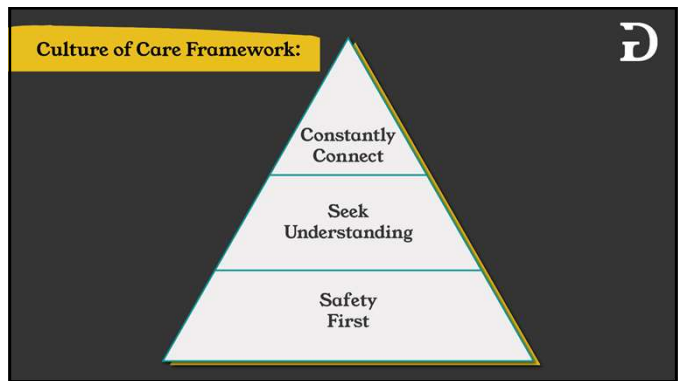 Culture of Care Framework:
Constantly
Connect
Seek
Understanding
Safety
First